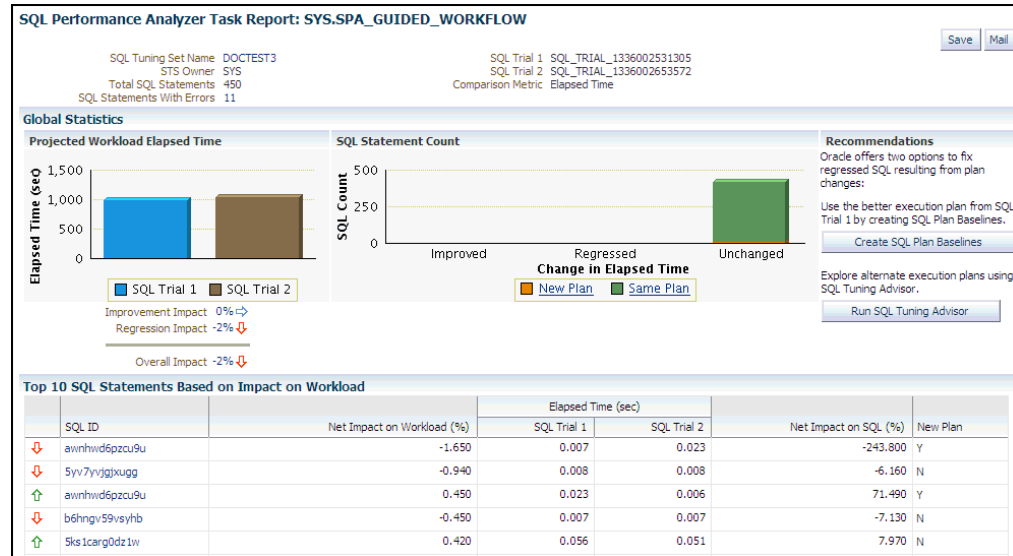 SQL Performance Analyzer Task Report: SYS.SPA_GUIDED_WORKFLOW
Save Mail
SQL Tuning Set Name DOCTEST3
STS Owner SYS
Total SQL Statements 450
SQL Statements With Errors 11
SQL Trial 1 SQL_TRIAL_1336002531305
SQL Trial 2 SQL_TRIAL_1336002653572
Comparison Metric Elapsed Time
Global Statistics
Projected Workload Elapsed Time
Elapsed Time (sec)
1,500
1,000
500
0
SQL Trial 1 SQL Trial 2
Improvement Impact 0%
Regression Impact -2%
Overall Impact -2%
SQL Statement Count
SQL Count
500
250
0
Improved Regressed Unchanged
Change in Elapsed Time
New Plan Same Plan
Recommendations
Oracle offers two options to fix
regressed SQL resulting from plan
changes:
Use the better execution plan from SQL
Trial 1 by creating SQL Plan Baselines.
Create SQL Plan Baselines
Explore alternate execution plans using
SQL Tuning Advisor.
Run SQL Tuning Advisor
Top 10 SQL Statements Based on Impact on Workload
Elapsed Time (sec)
SQL ID Net Impact on Workload (%) SQL Trial 1 SQL Trial 2 Net Impact on SQL (%) New Plan
awnhwd6pzcu9u -1.650 0.007 0.023 -243.800 Y
5yv7yvjgjxugg -0.940 0.008 0.008 -6.160 N
awnhwd6pzcu9u 0.450 0.023 0.006 71.490 Y
b6hngv59vsyhb -0.450 0.007 0.007 -7.130 N
5ks1carg0dz1w 0.420 0.056 0.051 7.970 N